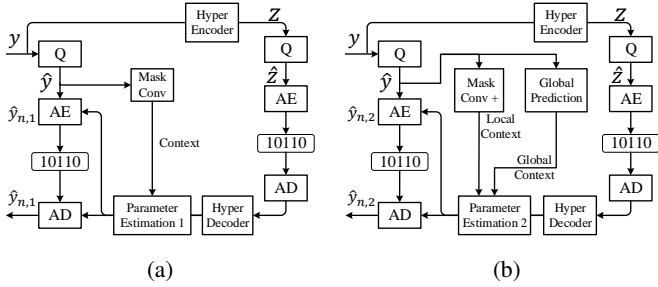 Hyper
Encoder
y
z
Q
Q
ŷ
ẑ
Mask
Conv
ŷn,1
AE
AE
Context
10110
10110
ŷn,1
AD
AD
Parameter
Estimation 1
Hyper
Decoder
(a)
Hyper
Encoder
y
z
Q
Q
ŷ
ẑ
Mask
Conv +
Global
Prediction
ŷn,2
AE
AE
Local
Context
10110
10110
Global
Context
ŷn,2
AD
AD
Parameter
Estimation 2
Hyper
Decoder
(b)